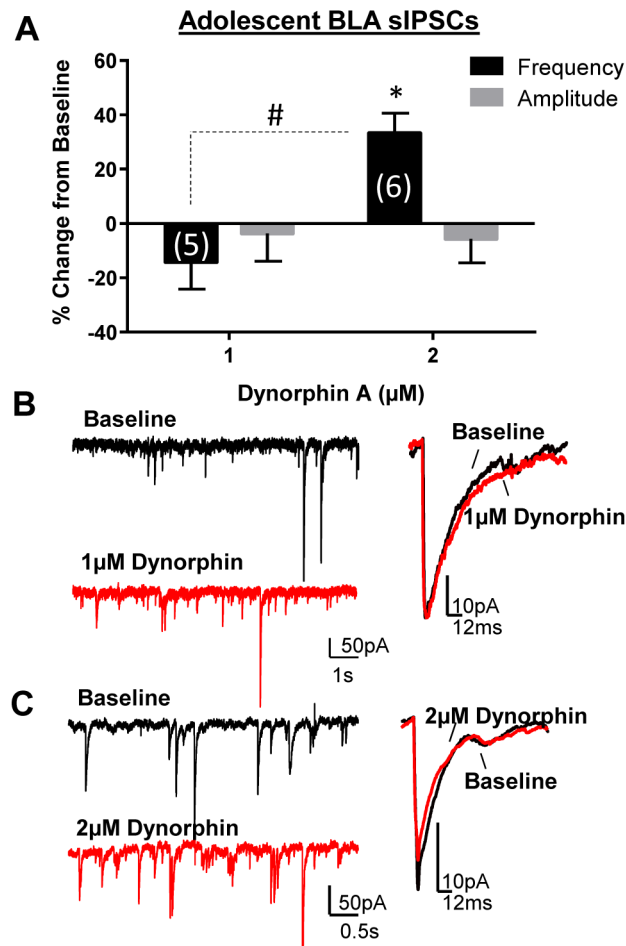 A
Adolescent BLA sIPSCs
Frequency
Amplitude
% Change from Baseline
60
40
20
0
-20
-40
#
*
(5)
(6)
1
2
Dynorphin A (μM)
B
Baseline
1μM Dynorphin
50pA
1s
Baseline
1μM Dynorphin
10pA
12ms
C
Baseline
2μM Dynorphin
50pA
0.5s
2μM Dynorphin
Baseline
10pA
12ms